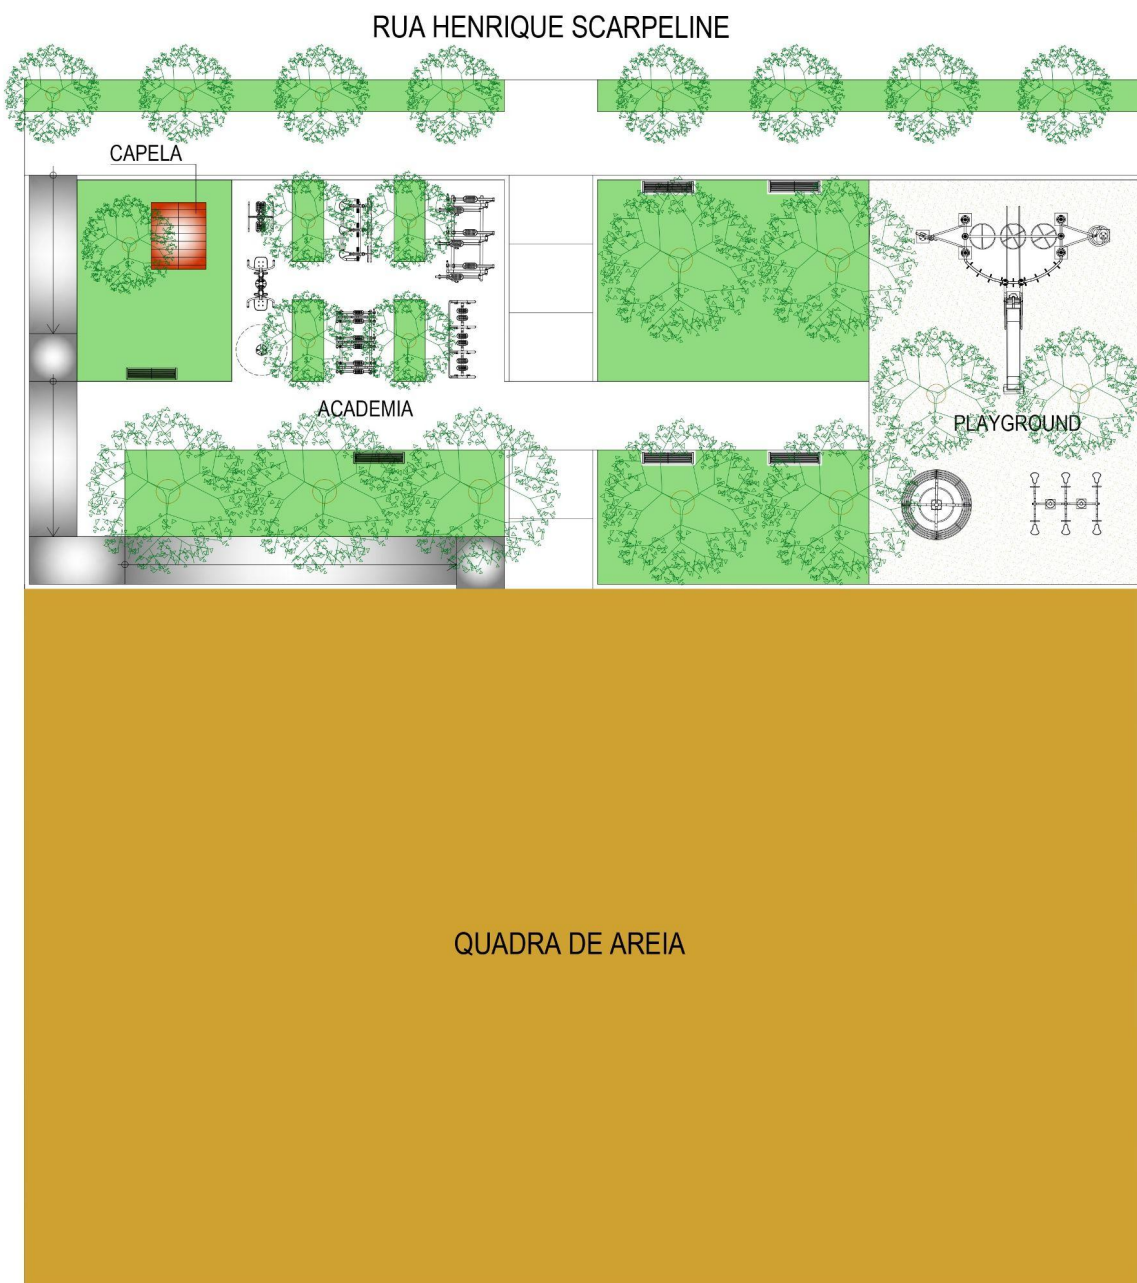 RUA HENRIQUE SCARPELINE
CAPELA
ACADEMIA
PLAYGROUND
QUADRA DE AREIA